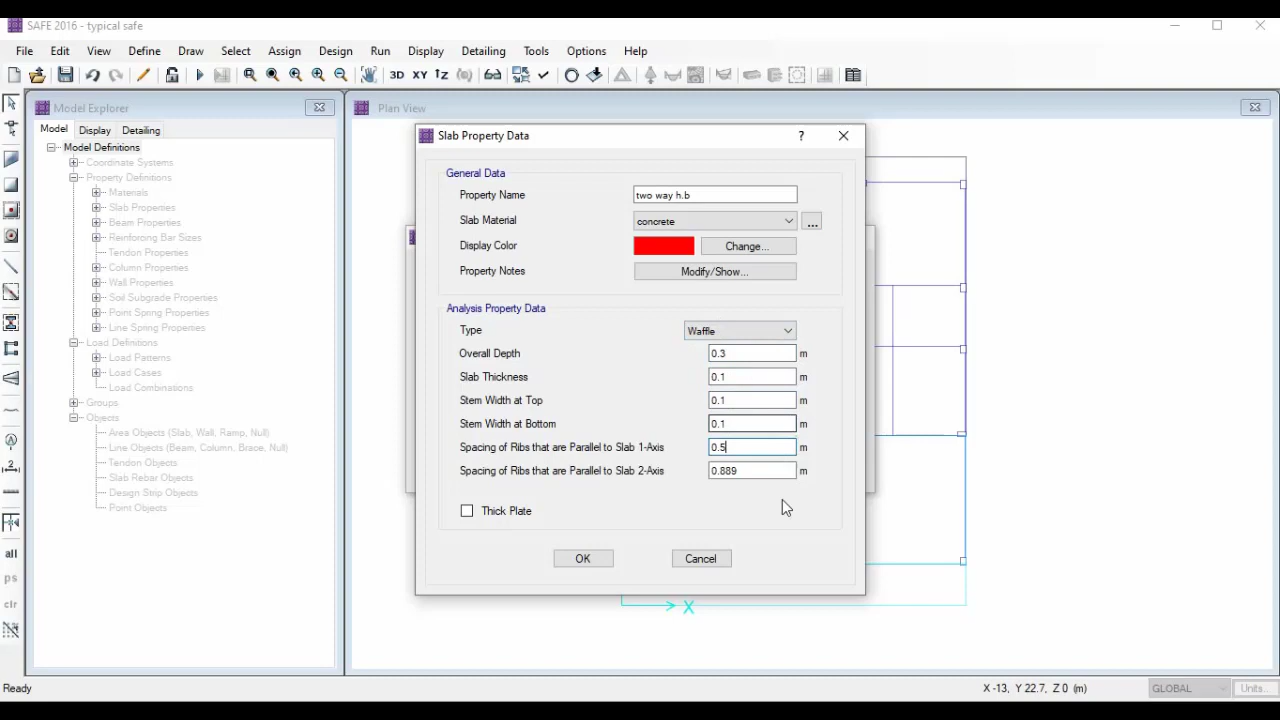 SAFE 2016 - typical safe
File Edit View Define Draw Select Assign Design Run Display Detailing Tools Options Help
3D XY
Model Explorer
Plan View
Model Display Detailing
Model Definitions
Coordinate Systems
Property Definitions
Materials
Slab Properties
Beam Properties
Reinforcing Bar Sizes
Tendon Properties
Column Properties
Wall Properties
Soil Subgrade Properties
Point Spring Properties
Line Spring Properties
Load Definitions
Load Patterns
Load Cases
Load Combinations
Groups
Objects
Area Objects (Slab, Wall, Ramp, Null)
Line Objects (Beam, Column, Brace, Null)
Tendon Objects
Slab Rebar Objects
Design Strip Objects
Point Objects
all
ps
clr
Slab Property Data
?
General Data
Property Name two way h.b
Slab Material concrete ...
Display Color Change...
Property Notes Modify/Show...
Analysis Property Data
Type Waffle
Overall Depth 0.3 m
Slab Thickness 0.1 m
Stem Width at Top 0.1 m
Stem Width at Bottom 0.1 m
Spacing of Ribs that are Parallel to Slab 1-Axis 0.5 m
Spacing of Ribs that are Parallel to Slab 2-Axis 0.889 m
Thick Plate
OK Cancel
X
Ready X -13, Y 22.7, Z 0 (m) GLOBAL Units...